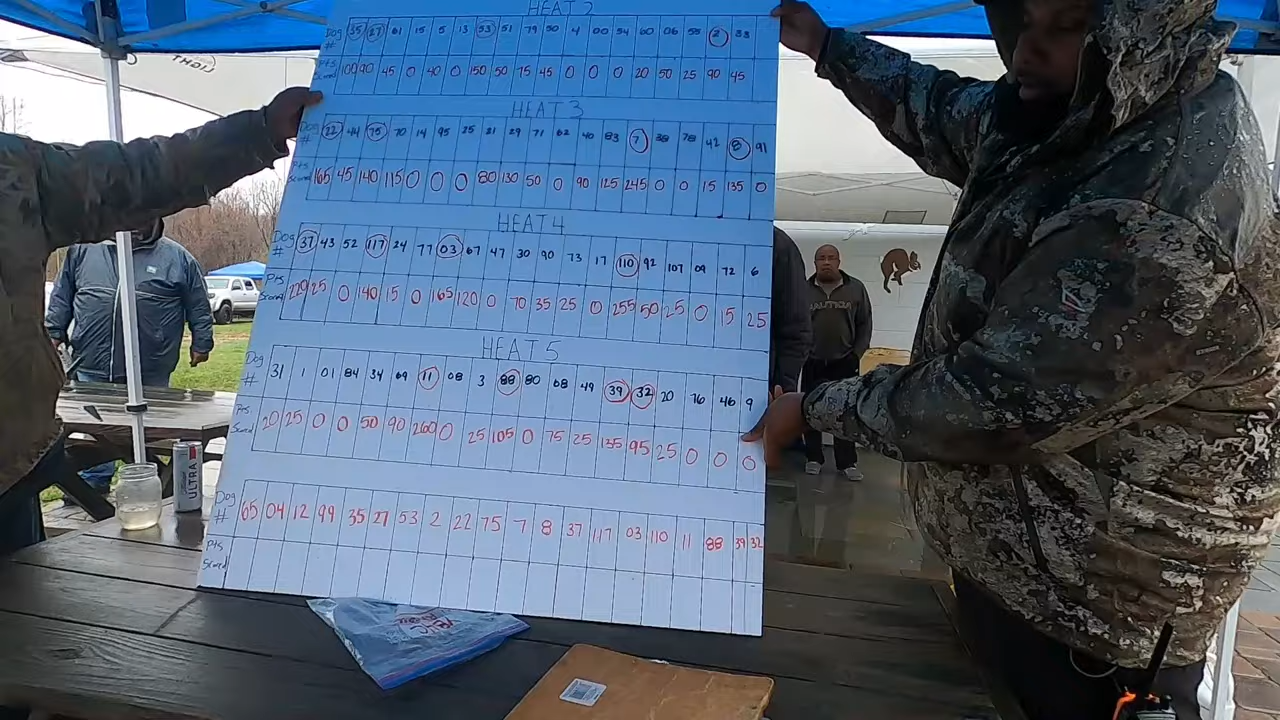 HEAT 2
Dog # 35 27 61 15 5 13 53 51 79 50 4 00 54 60 06 55 2 33
Pts Scored 100 90 45 0 40 0 150 50 75 45 0 0 0 20 50 25 90 45
HEAT 3
Dog # 22 44 75 70 14 95 25 21 29 71 62 40 83 7 38 78 42 8 91
Pts Scored 165 45 140 115 0 0 0 80 130 50 0 90 125 245 0 0 15 135 0
HEAT 4
Dog # 37 43 52 117 24 77 03 67 47 30 90 73 17 110 92 107 09 72 6
Pts Scored 220 25 0 140 15 0 165 120 0 70 35 25 0 255 50 25 0 15 25
HEAT 5
Dog # 31 1 01 84 34 69 11 08 3 88 80 68 49 39 32 20 76 46 9
Pts Scored 20 25 0 0 50 90 260 0 25 105 0 75 25 135 95 25 0 0 0
Dog # 65 04 12 99 35 27 53 2 22 75 7 8 37 117 03 110 11 88 39 32
Pts Scored
NAUTICA
ULTRA
LIGHT